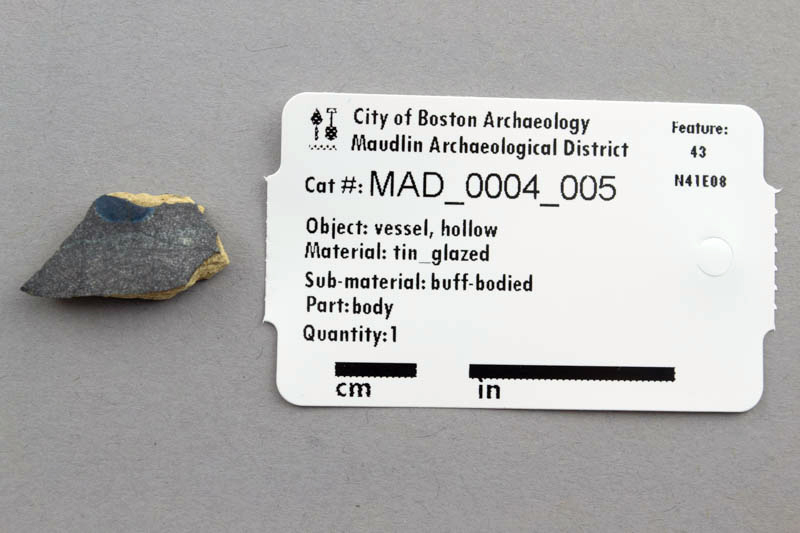 City of Boston Archaeology
Maudlin Archaeological District
Feature:
43
N41E08
Cat #: MAD_0004_005
Object: vessel, hollow
Material: tin_glazed
Sub-material: buff-bodied
Part:body
Quantity:1
cm
in